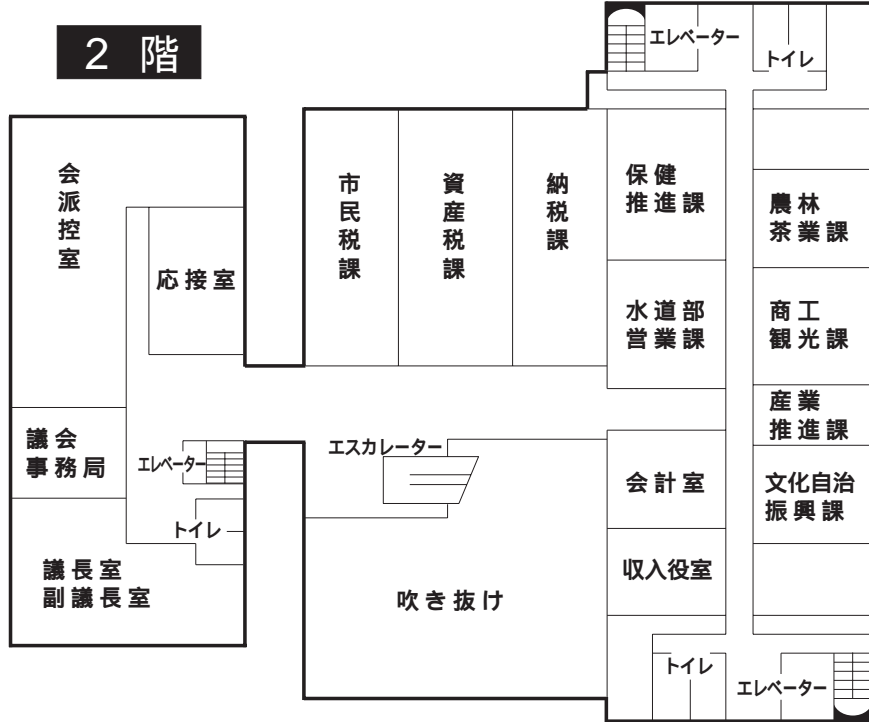 2 階
エレベーター
トイレ
会派控室
応接室
市民税課
資産税課
納税課
保健
推進課
農林
茶業課
水道部
営業課
商工
観光課
産業
推進課
議会
事務局
エレベーター
エスカレーター
会計室
文化自治
振興課
トイレ
議長室
副議長室
吹き抜け
収入役室
トイレ
エレベーター